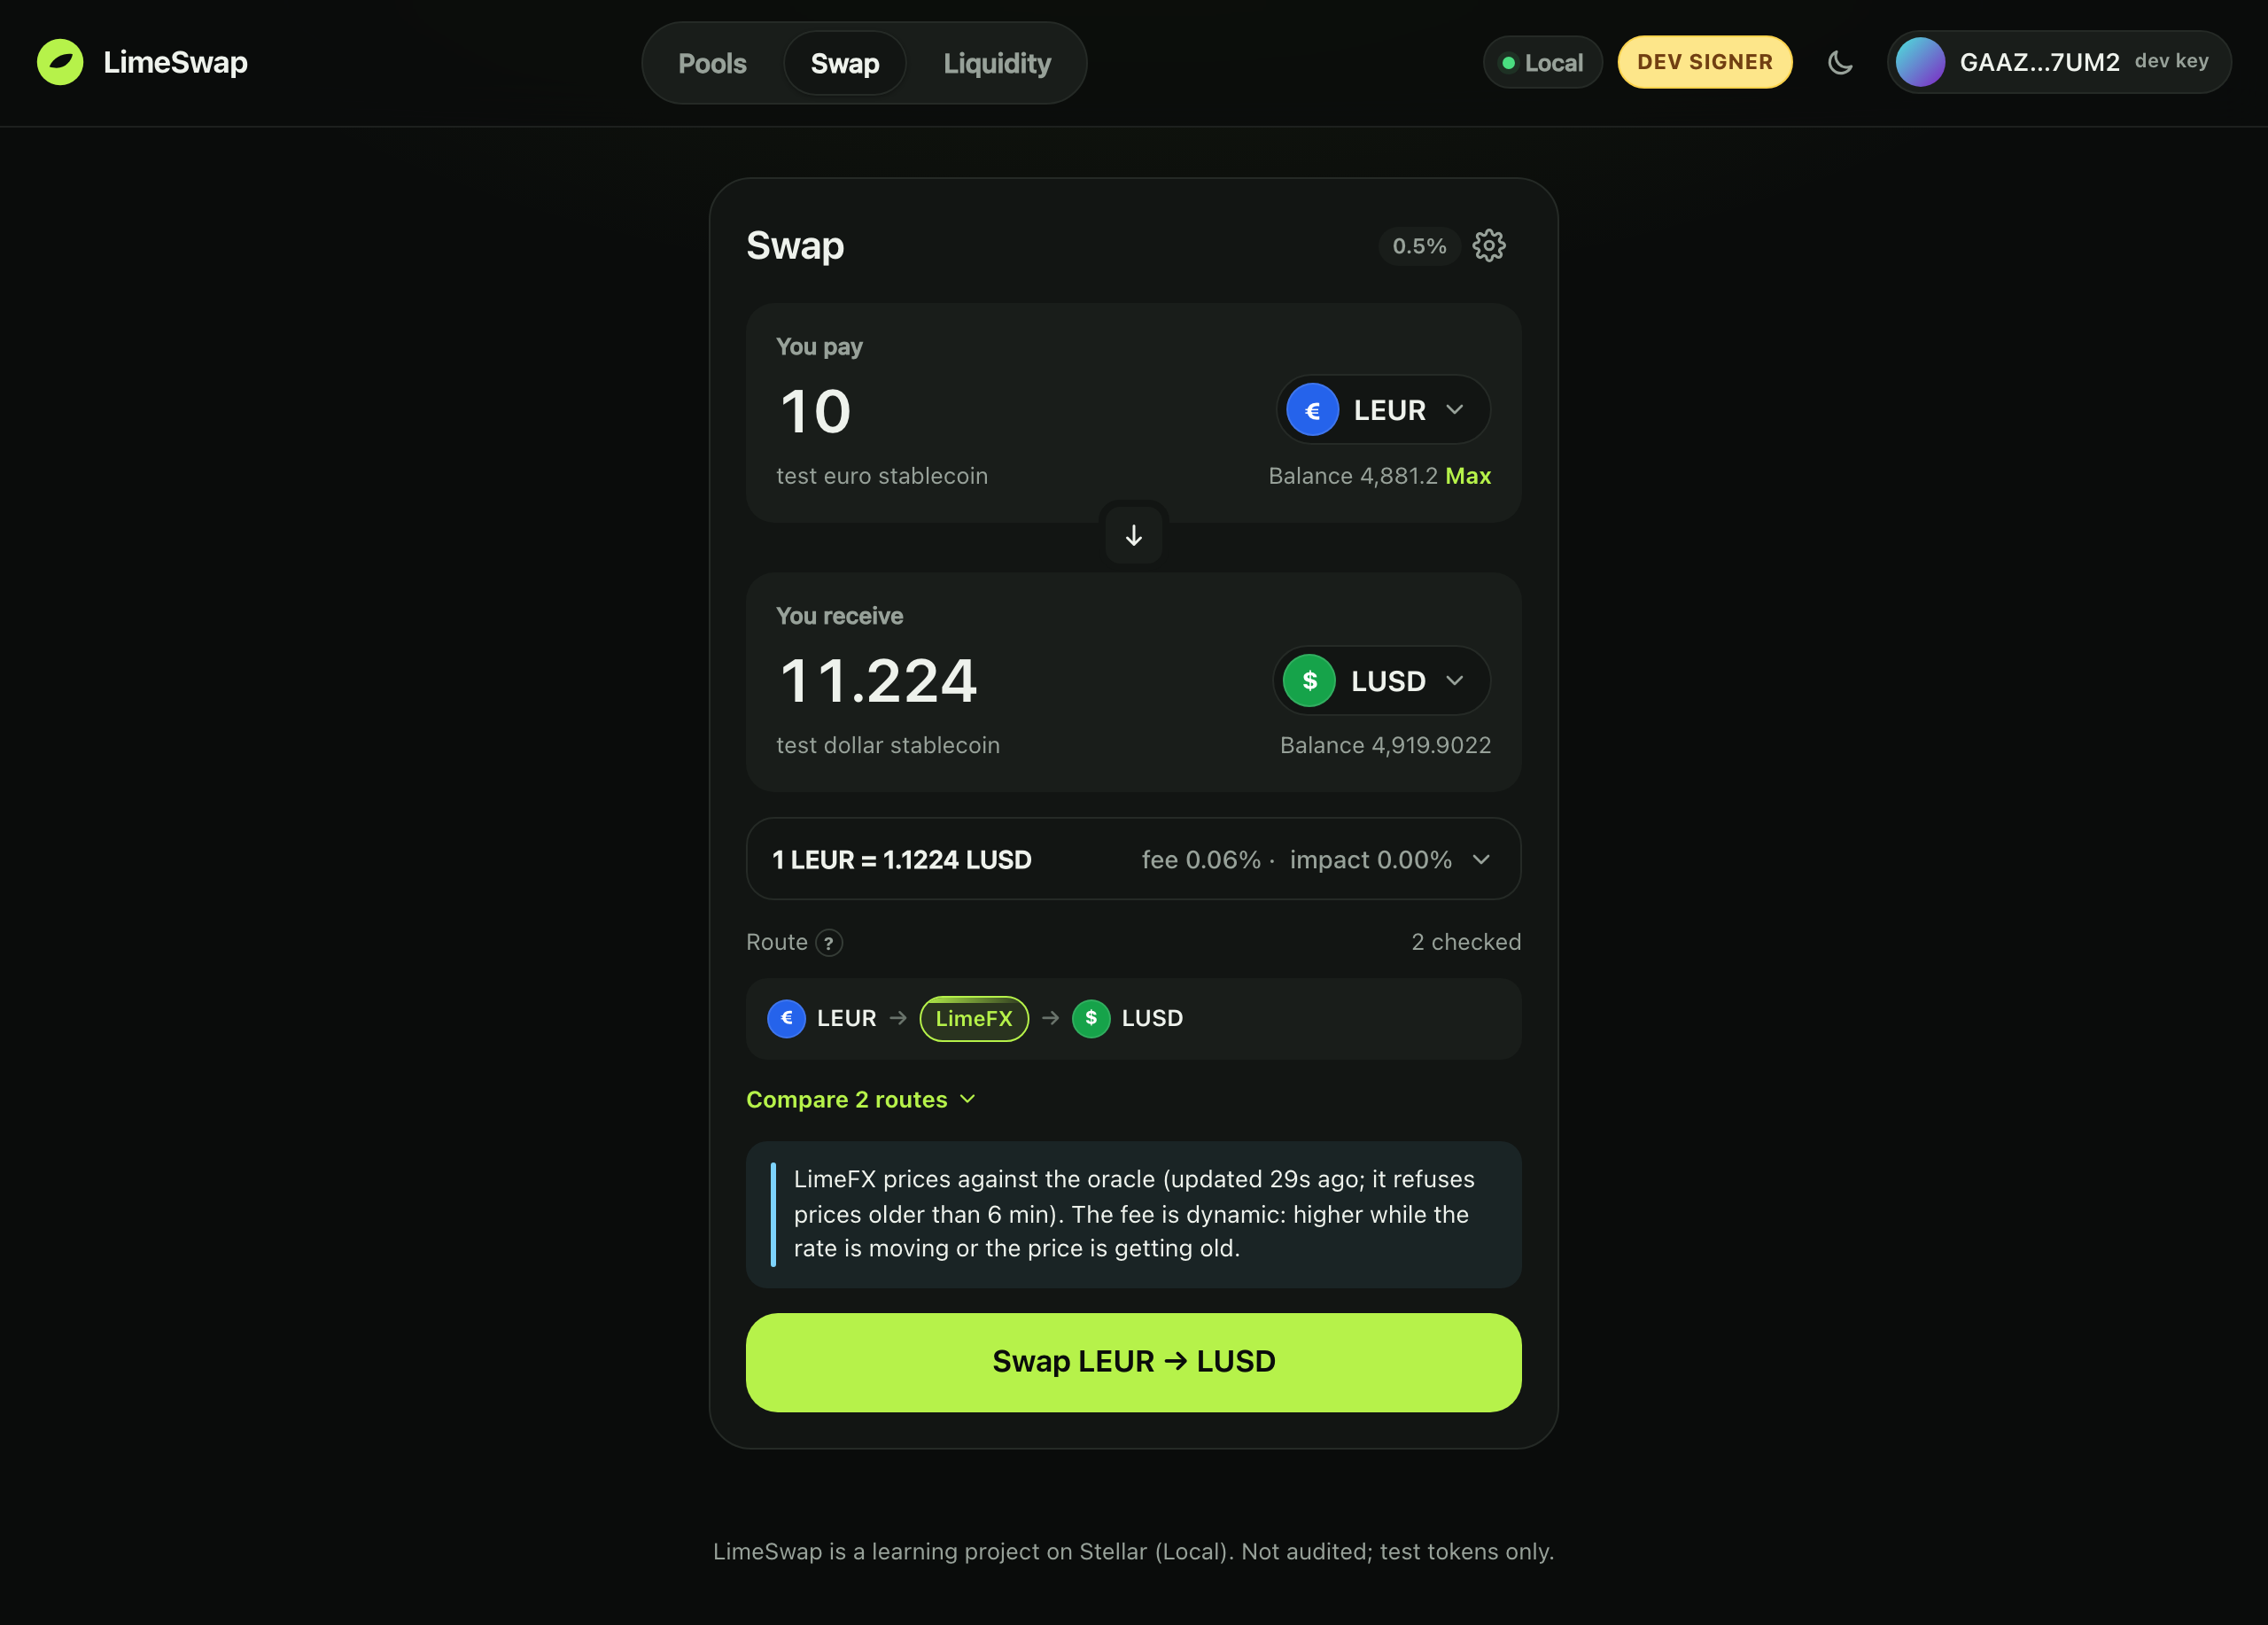 LimeSwap
Pools
Swap
Liquidity
Local
DEV SIGNER
GAAZ...7UM2 dev key
Swap
0.5%
You pay
10
€ LEUR
test euro stablecoin
Balance 4,881.2 Max
You receive
11.224
$ LUSD
test dollar stablecoin
Balance 4,919.9022
1 LEUR = 1.1224 LUSD
fee 0.06% · impact 0.00%
Route ?
2 checked
€ LEUR → LimeFX → $ LUSD
Compare 2 routes
LimeFX prices against the oracle (updated 29s ago; it refuses
prices older than 6 min). The fee is dynamic: higher while the
rate is moving or the price is getting old.
Swap LEUR → LUSD
LimeSwap is a learning project on Stellar (Local). Not audited; test tokens only.